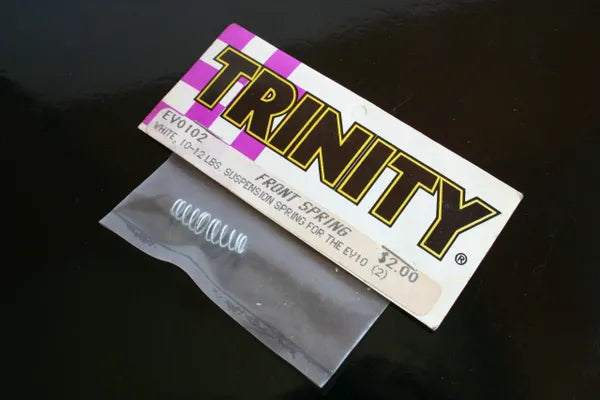 TRINITY®
EV0102
FRONT SPRING $2.00
WHITE, 10-12 LBS. SUSPENSION SPRING FOR THE EV10 (2)